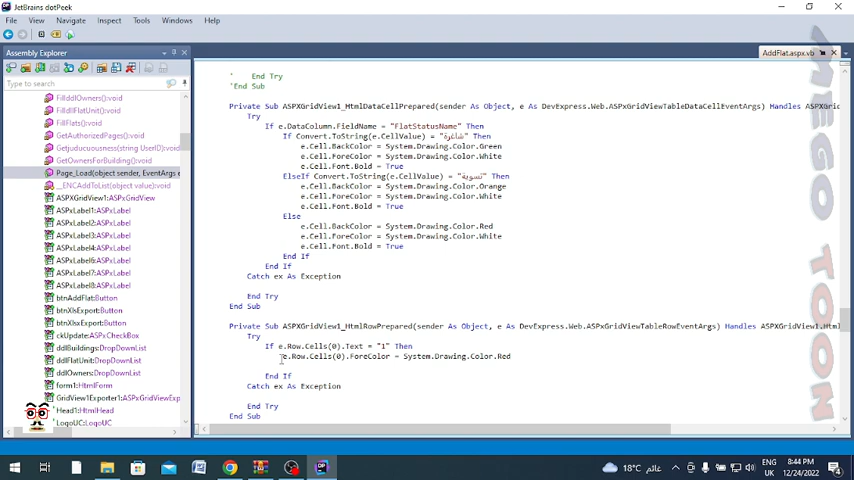 JetBrains dotPeek
File View Navigate Inspect Tools Windows Help
Assembly Explorer
AddFlat.aspx.vb
Type to search
FillddlOwners():void
FilldllFlatUnit():void
FillFlats():void
GetAuthorizedPages():void
Getjuducuousess(string UserID):void
GetOwnersForBuilding():void
Page_Load(object sender, EventArgs e
__ENCAddToList(object value):void
ASPXGridView1:ASPxGridView
ASPxLabel1:ASPxLabel
ASPxLabel2:ASPxLabel
ASPxLabel3:ASPxLabel
ASPxLabel4:ASPxLabel
ASPxLabel6:ASPxLabel
ASPxLabel7:ASPxLabel
ASPxLabel8:ASPxLabel
btnAddFlat:Button
btnXlsExport:Button
btnXlsxExport:Button
ckUpdate:ASPxCheckBox
ddlBuildings:DropDownList
ddlFlatUnit:DropDownList
ddlOwners:DropDownList
form1:HtmlForm
GridExporter1:ASPxGridViewExp
Head1:HtmlHead
LogoUC:LogoUC
' End Try
'End Sub
Private Sub ASPXGridView1_HtmlDataCellPrepared(sender As Object, e As DevExpress.Web.ASPxGridViewTableDataCellEventArgs) Handles ASPXGrid
Try
If e.DataColumn.FieldName = "FlatStatusName" Then
If Convert.ToString(e.CellValue) = "شاغرة" Then
e.Cell.BackColor = System.Drawing.Color.Green
e.Cell.ForeColor = System.Drawing.Color.White
e.Cell.Font.Bold = True
ElseIf Convert.ToString(e.CellValue) = "تسوية" Then
e.Cell.BackColor = System.Drawing.Color.Orange
e.Cell.ForeColor = System.Drawing.Color.White
e.Cell.Font.Bold = True
Else
e.Cell.BackColor = System.Drawing.Color.Red
e.Cell.ForeColor = System.Drawing.Color.White
e.Cell.Font.Bold = True
End If
End If
Catch ex As Exception
End Try
End Sub
Private Sub ASPXGridView1_HtmlRowPrepared(sender As Object, e As DevExpress.Web.ASPxGridViewTableRowEventArgs) Handles ASPXGridView1.Html
Try
If e.Row.Cells(0).Text = "1" Then
e.Row.Cells(0).ForeColor = System.Drawing.Color.Red
End If
Catch ex As Exception
End Try
End Sub
MEGO TOON
18°C غائم
ENG
UK
8:44 PM
12/24/2022